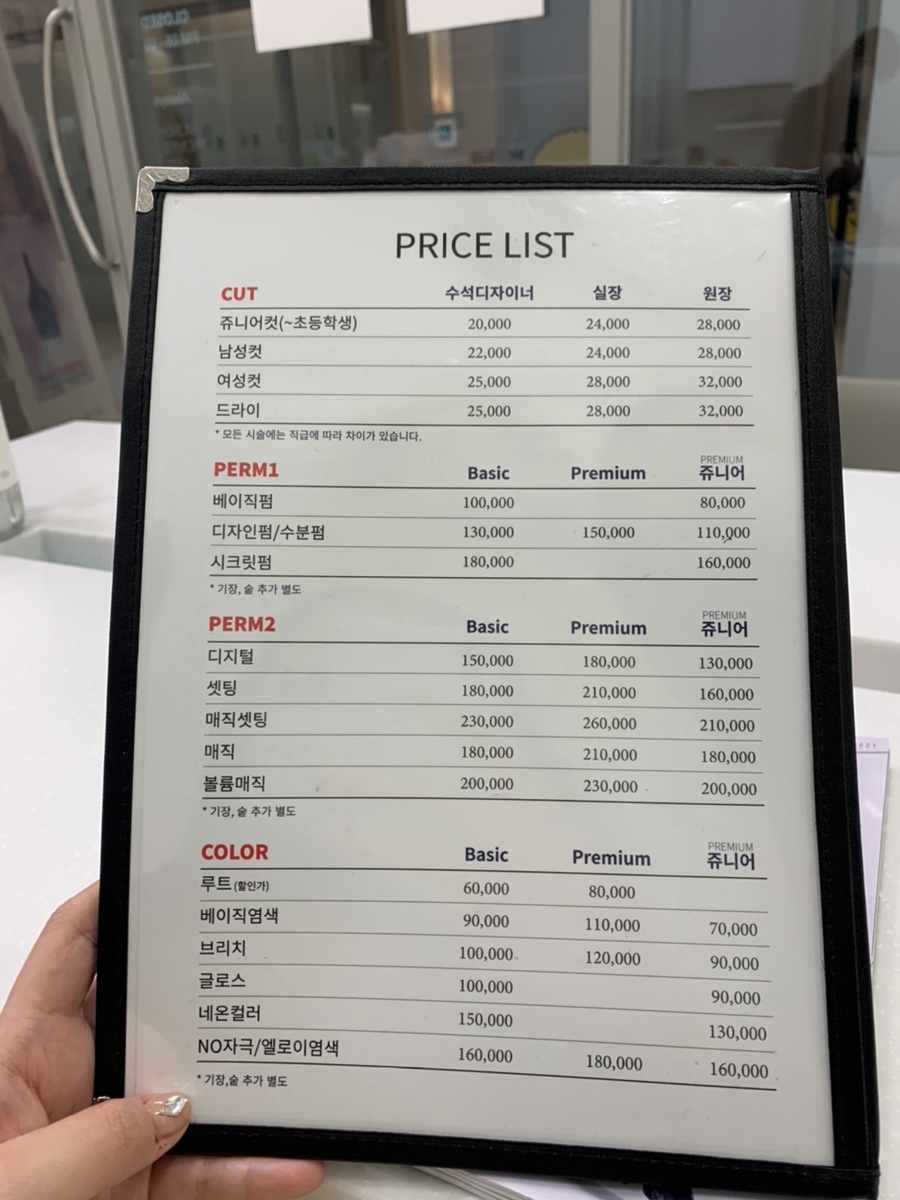 PRICE LIST
CUT 수석디자이너 실장 원장
쥬니어컷(~초등학생) 20,000 24,000 28,000
남성컷 22,000 24,000 28,000
여성컷 25,000 28,000 32,000
드라이 25,000 28,000 32,000
* 모든 시술에는 직급에 따라 차이가 있습니다.
PREMIUM
PERM1 Basic Premium 쥬니어
베이직펌 100,000 80,000
디자인펌/수분펌 130,000 150,000 110,000
시크릿펌 180,000 160,000
* 기장, 숱 추가 별도
PREMIUM
PERM2 Basic Premium 쥬니어
디지털 150,000 180,000 130,000
셋팅 180,000 210,000 160,000
매직셋팅 230,000 260,000 210,000
매직 180,000 210,000 180,000
볼륨매직 200,000 230,000 200,000
* 기장, 숱 추가 별도
PREMIUM
COLOR Basic Premium 쥬니어
루트(할인가) 60,000 80,000
베이직염색 90,000 110,000 70,000
브리치 100,000 120,000 90,000
글로스 100,000 90,000
네온컬러 150,000 130,000
NO자극/엘로이염색 160,000 180,000 160,000
* 기장,숱 추가 별도